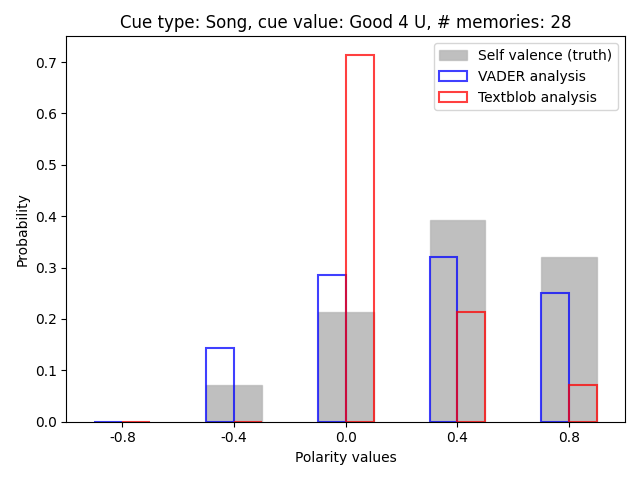 Cue type: Song, cue value: Good 4 U, # memories: 28
Self valence (truth)
VADER analysis
Textblob analysis
Probability
0.7
0.6
0.5
0.4
0.3
0.2
0.1
0.0
-0.8 -0.4 0.0 0.4 0.8
Polarity values